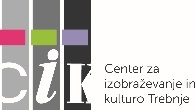 cik
Center za
izobraževanje in
kulturo Trebnje